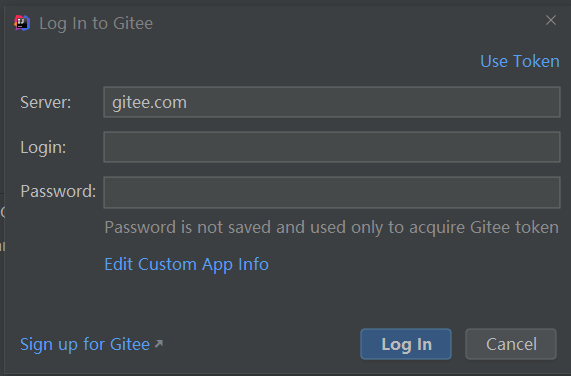 Log In to Gitee
Use Token
Server: gitee.com
Login:
Password:
Password is not saved and used only to acquire Gitee token
Edit Custom App Info
Sign up for Gitee ↗
Log In Cancel